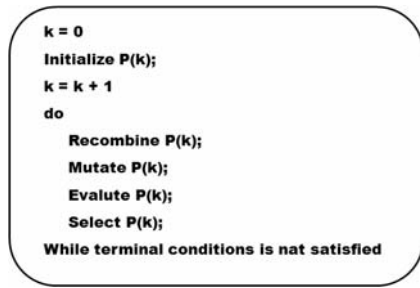 k = 0
Initialize P(k);
k = k + 1
do
Recombine P(k);
Mutate P(k);
Evalute P(k);
Select P(k);
While terminal conditions is nat satisfied